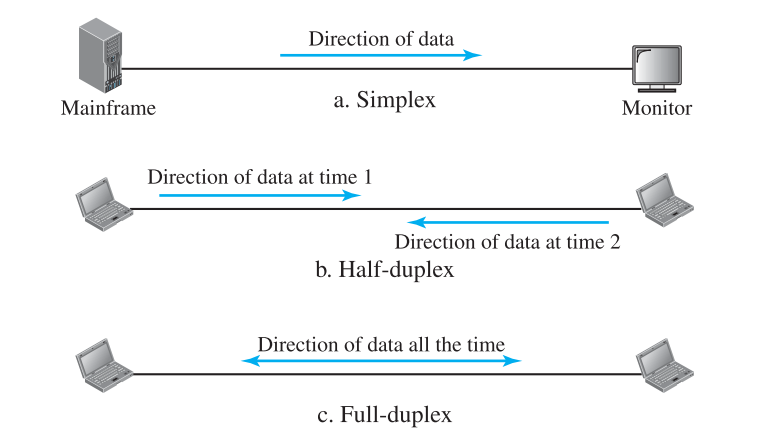 Direction of data
Mainframe
a. Simplex
Monitor
Direction of data at time 1
Direction of data at time 2
b. Half-duplex
Direction of data all the time
c. Full-duplex